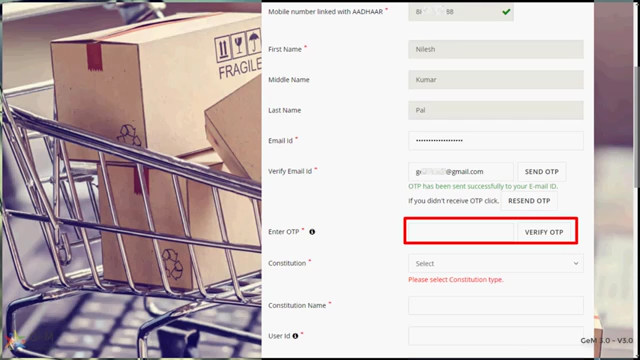 Mobile number linked with AADHAAR *
88
First Name * Nilesh
Middle Name Kumar
Last Name Pal
Email Id *
Verify Email Id * @gmail.com SEND OTP
OTP has been sent successfully to your E-mail ID.
If you didn't receive OTP click. RESEND OTP
Enter OTP * VERIFY OTP
Constitution * Select
Please select Constitution type.
Constitution Name *
User Id *
FRAGILE
GeM 3.0 - V3.0